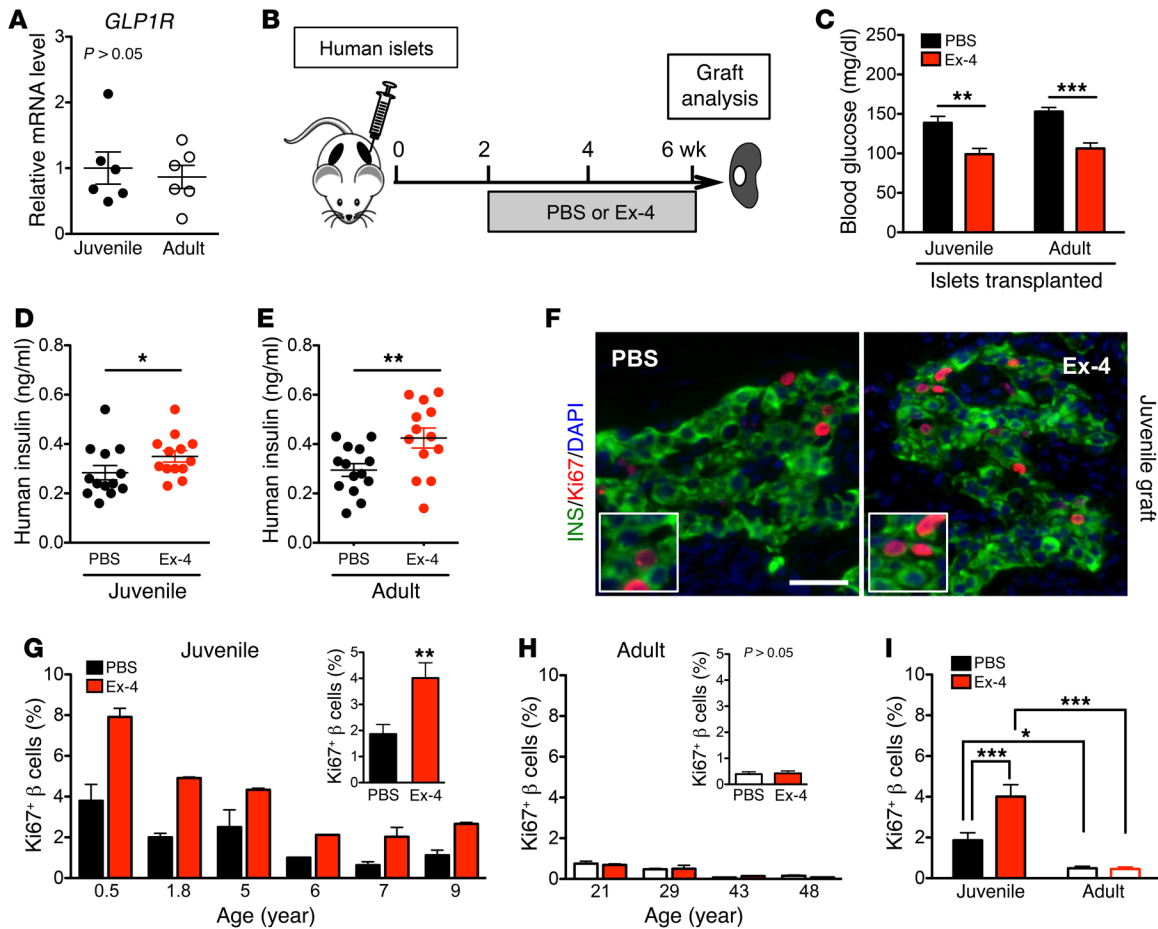 A
GLP1R
Relative mRNA level
P > 0.05
3
2
1
0
Juvenile
Adult
B
Human islets
Graft
analysis
0
2
4
6 wk
PBS or Ex-4
C
Blood glucose (mg/dl)
PBS
Ex-4
250
200
150
100
50
0
**
***
Juvenile
Adult
Islets transplanted
D
Human insulin (ng/ml)
0.8
0.6
0.4
0.2
0.0
*
PBS
Ex-4
Juvenile
E
Human insulin (ng/ml)
0.8
0.6
0.4
0.2
0.0
**
PBS
Ex-4
Adult
F
INS/Ki67/DAPI
PBS
Ex-4
Juvenile graft
G
Juvenile
Ki67+ β cells (%)
PBS
Ex-4
10
8
6
4
2
0
0.5
1.8
5
6
7
9
Age (year)
Ki67+ β cells (%)
5
4
3
2
1
0
**
PBS
Ex-4
H
Adult
Ki67+ β cells (%)
10
8
6
4
2
0
21
29
43
48
Age (year)
Ki67+ β cells (%)
P > 0.05
5
4
3
2
1
0
PBS
Ex-4
I
Ki67+ β cells (%)
PBS
Ex-4
10
8
6
4
2
0
***
*
***
Juvenile
Adult